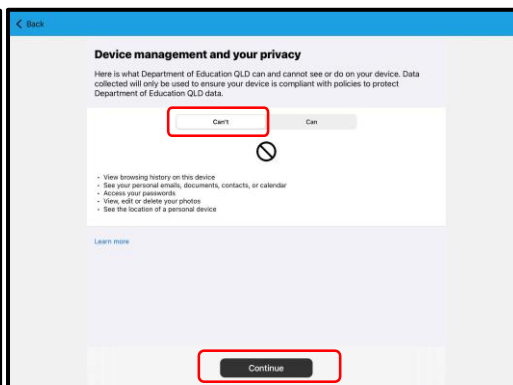 Back
Device management and your privacy
Here is what Department of Education QLD can and cannot see or do on your device. Data
collected will only be used to ensure your device is compliant with policies to protect
Department of Education QLD data.
Can't Can
• View browsing history on this device
• See your personal emails, documents, contacts, or calendar
• Access your passwords
• View, edit or delete your photos
• See the location of a personal device
Learn more
Continue